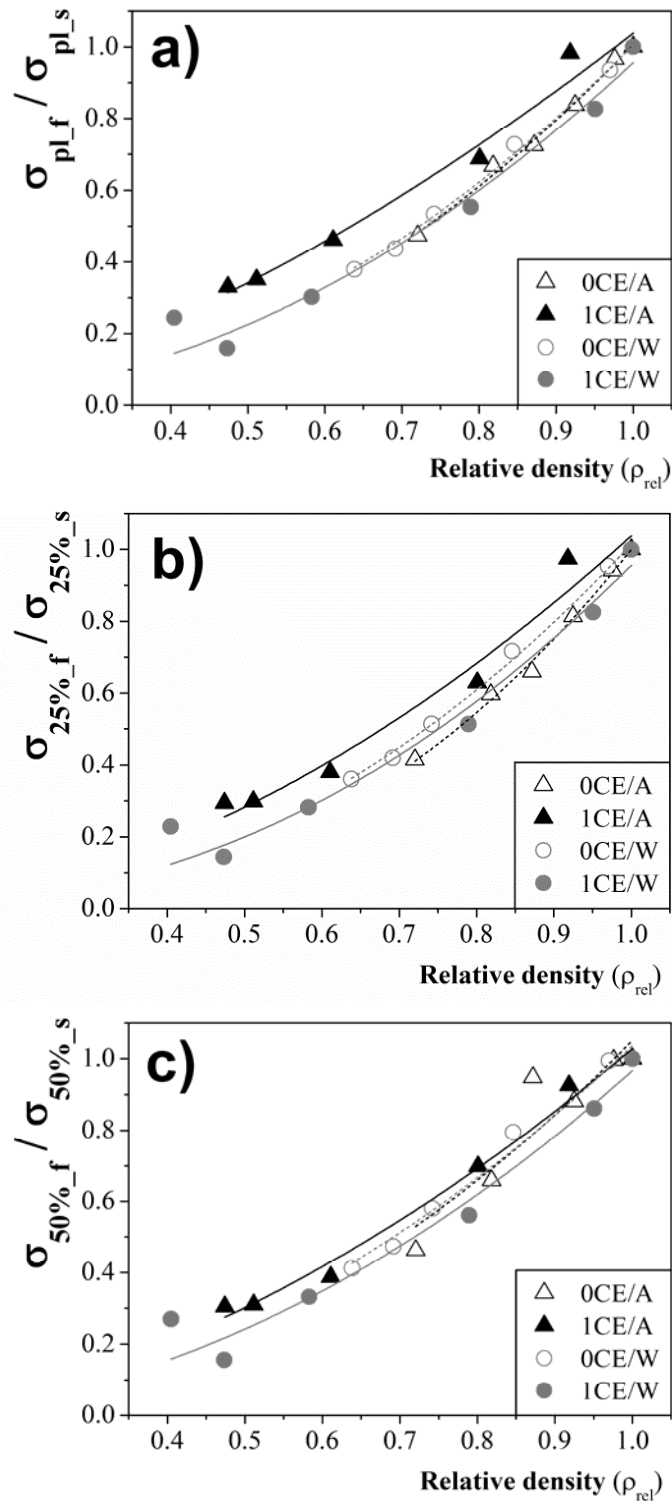 a)
σpl_f / σpl_s
1.0
0.8
0.6
0.4
0.2
0.0
0CE/A
1CE/A
0CE/W
1CE/W
0.4 0.5 0.6 0.7 0.8 0.9 1.0
Relative density (ρrel)
b)
σ25%_f / σ25%_s
1.0
0.8
0.6
0.4
0.2
0.0
0CE/A
1CE/A
0CE/W
1CE/W
0.4 0.5 0.6 0.7 0.8 0.9 1.0
Relative density (ρrel)
c)
σ50%_f / σ50%_s
1.0
0.8
0.6
0.4
0.2
0.0
0CE/A
1CE/A
0CE/W
1CE/W
0.4 0.5 0.6 0.7 0.8 0.9 1.0
Relative density (ρrel)